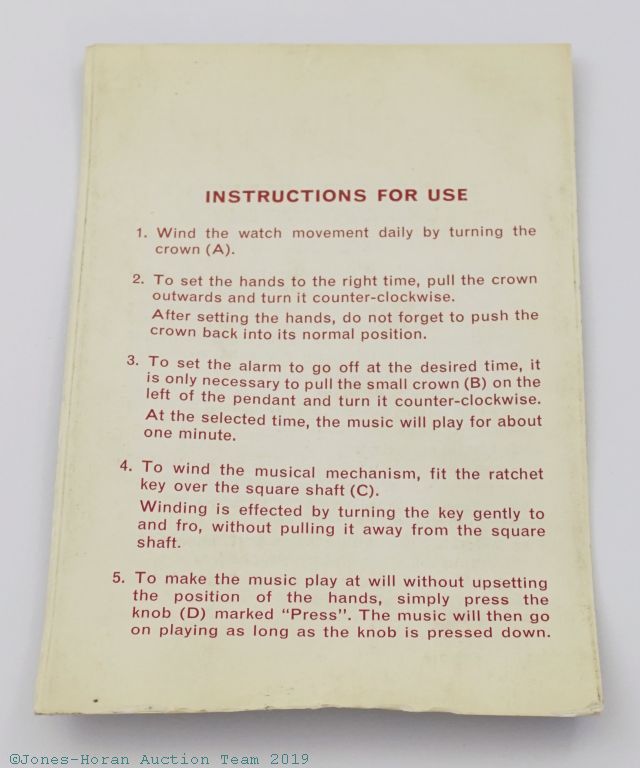 INSTRUCTIONS FOR USE
1. Wind the watch movement daily by turning the
crown (A).
2. To set the hands to the right time, pull the crown
outwards and turn it counter-clockwise.
After setting the hands, do not forget to push the
crown back into its normal position.
3. To set the alarm to go off at the desired time, it
is only necessary to pull the small crown (B) on the
left of the pendant and turn it counter-clockwise.
At the selected time, the music will play for about
one minute.
4. To wind the musical mechanism, fit the ratchet
key over the square shaft (C).
Winding is effected by turning the key gently to
and fro, without pulling it away from the square
shaft.
5. To make the music play at will without upsetting
the position of the hands, simply press the
knob (D) marked “Press”. The music will then go
on playing as long as the knob is pressed down.
©Jones-Horan Auction Team 2019